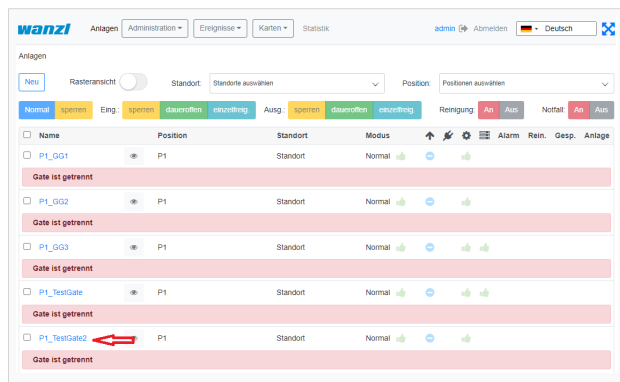 wanzl Anlagen Administration Ereignisse Karten Statistik admin Abmelden Deutsch
Anlagen
Neu Rasteransicht Standort: Standorte auswählen Position: Positionen auswählen
Normal sperren Eing.: sperren daueroffen einzelfreig. Ausg.: sperren daueroffen einzelfreig. Reinigung: An Aus Notfall: An Aus
Name Position Standort Modus Alarm Rein. Gesp. Anlage
P1_GG1 P1 Standort Normal
Gate ist getrennt
P1_GG2 P1 Standort Normal
Gate ist getrennt
P1_GG3 P1 Standort Normal
Gate ist getrennt
P1_TestGate P1 Standort Normal
Gate ist getrennt
P1_TestGate2 P1 Standort Normal
Gate ist getrennt